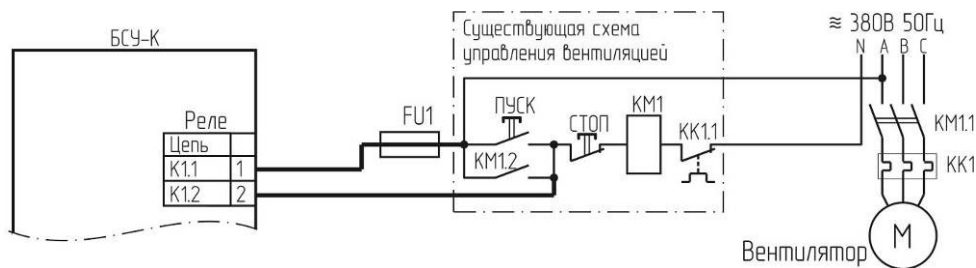 БСУ-К
Реле
Цепь
К1.1 1
К1.2 2
FU1
Существующая схема
управления вентиляцией
ПУСК
КМ1.2
СТОП
КМ1
КК1.1
≈ 380В 50Гц
N A B C
КМ1.1
КК1
М
Вентилятор